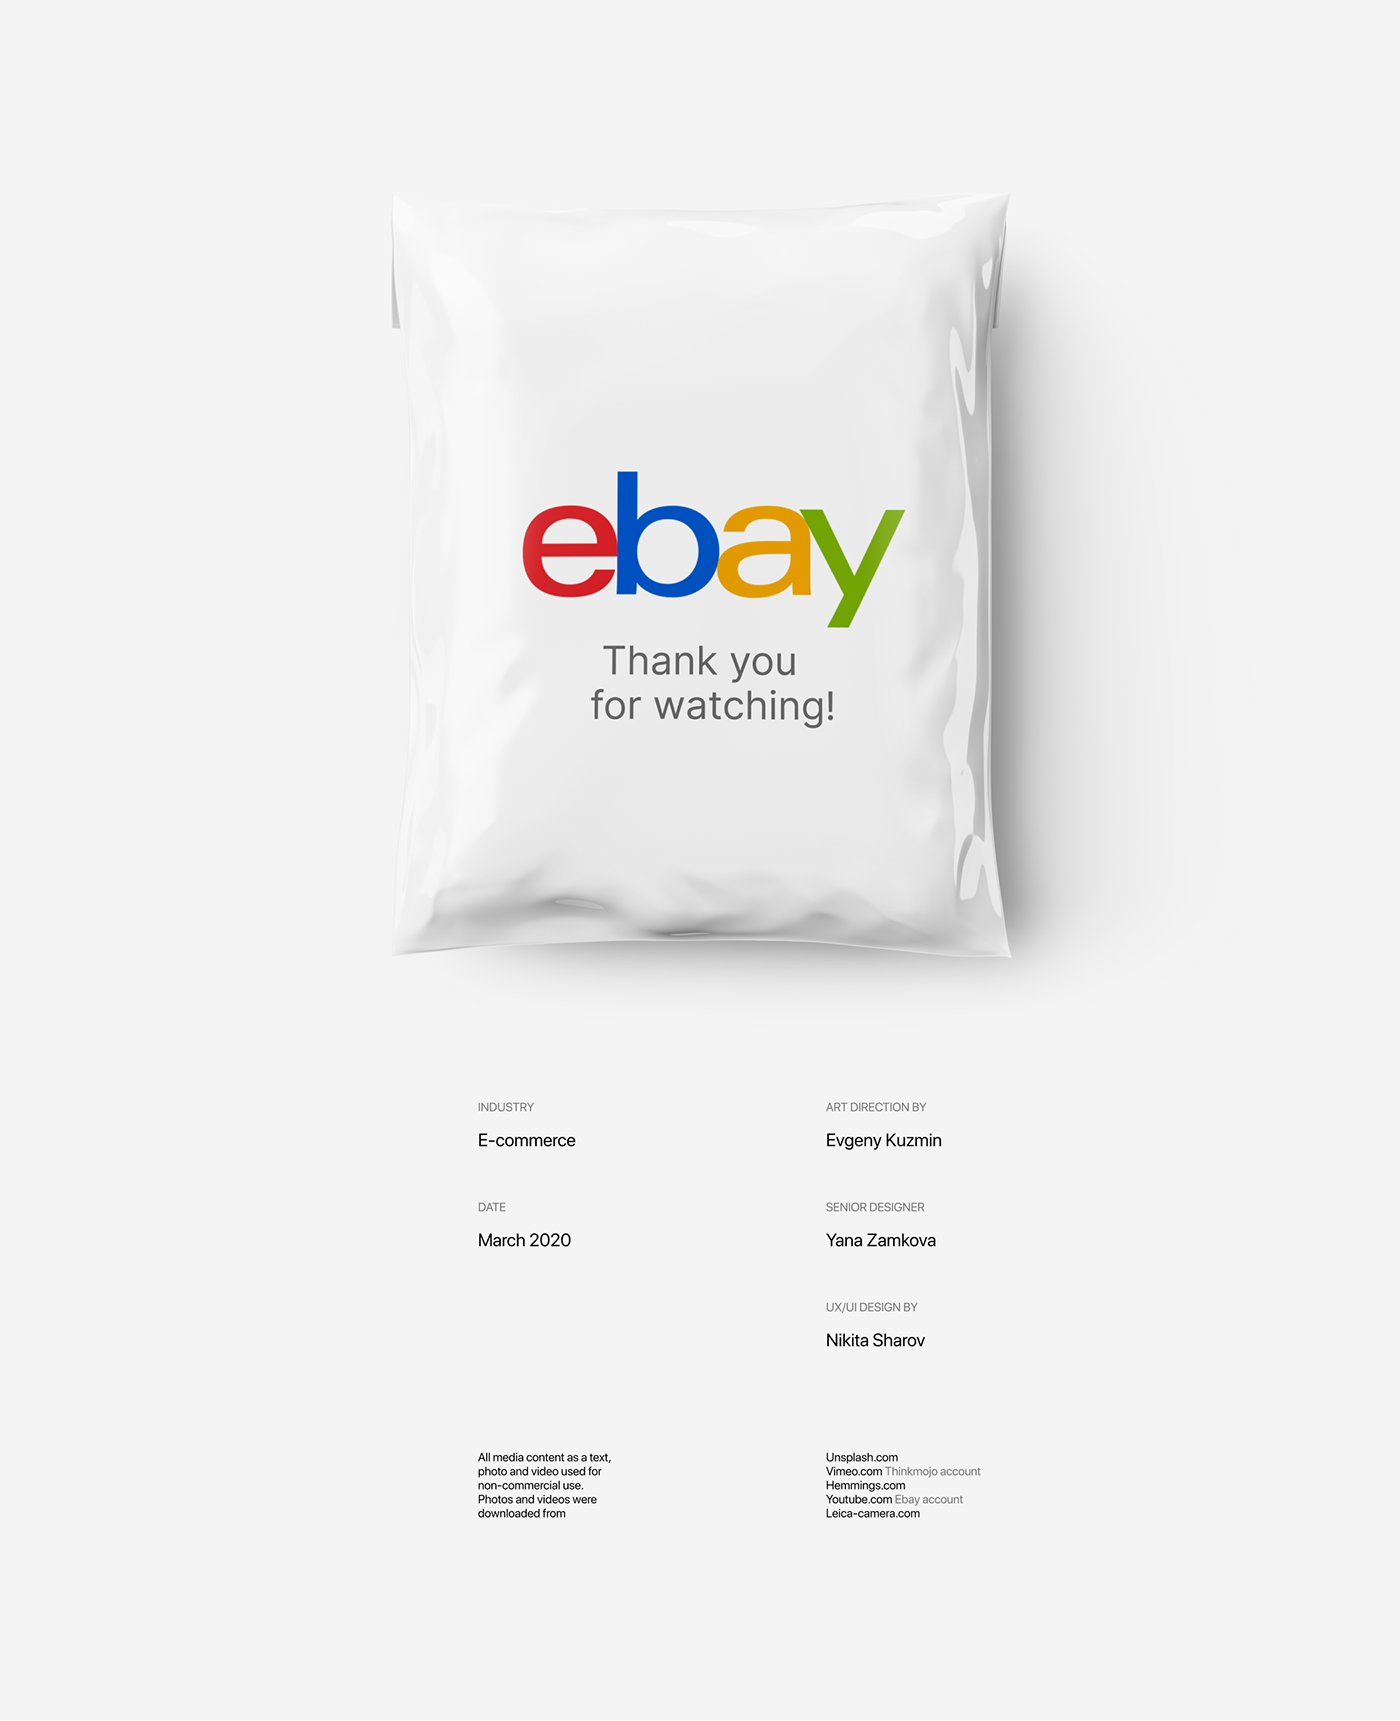 ebay
Thank you
for watching!
INDUSTRY
E-commerce
DATE
March 2020
ART DIRECTION BY
Evgeny Kuzmin
SENIOR DESIGNER
Yana Zamkova
UX/UI DESIGN BY
Nikita Sharov
All media content as a text,
photo and video used for
non-commercial use.
Photos and videos were
downloaded from
Unsplash.com
Vimeo.com Thinkmojo account
Hemmings.com
Youtube.com Ebay account
Leica-camera.com